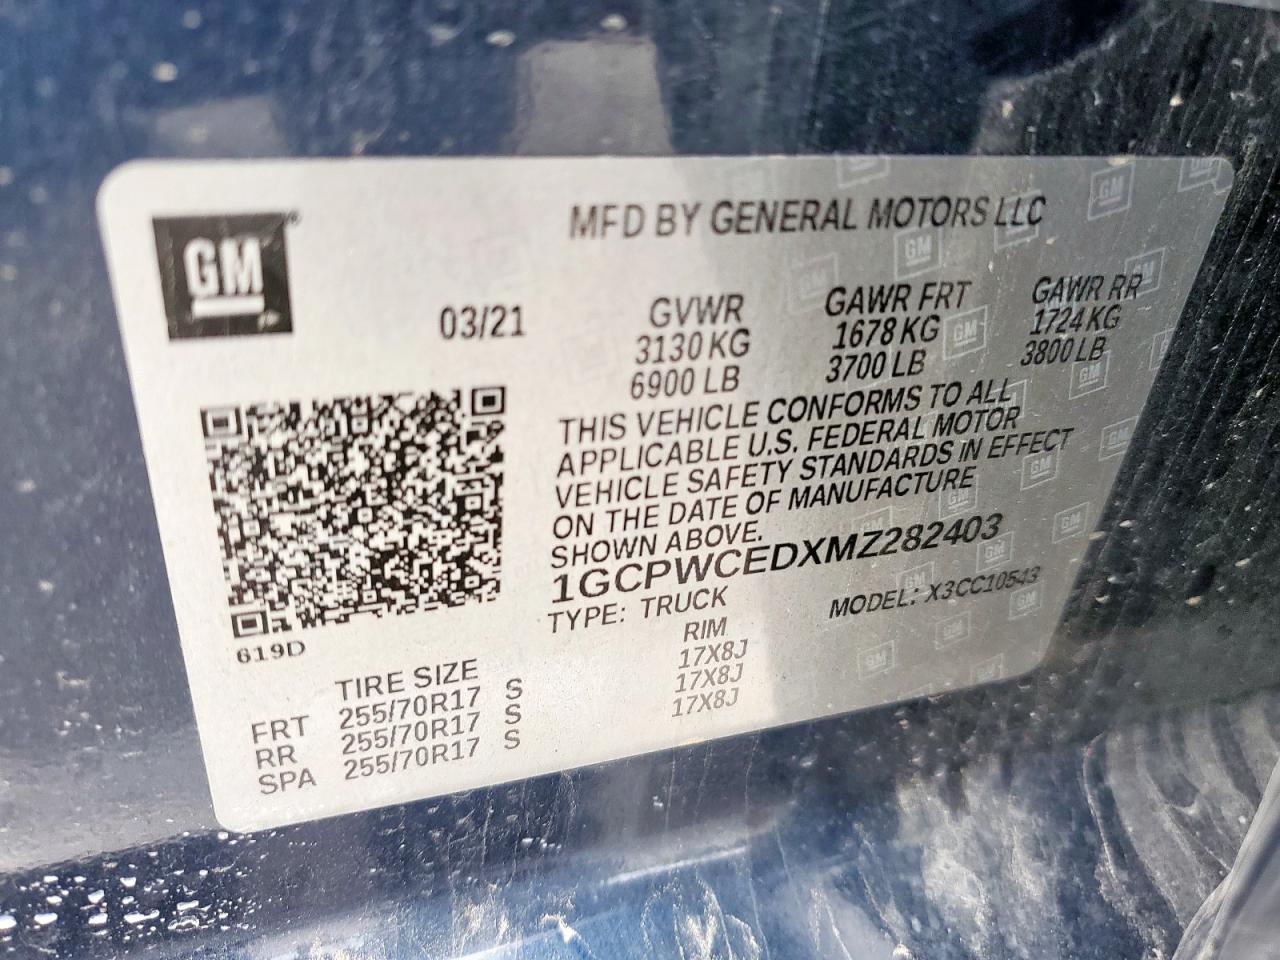 GM
MFD BY GENERAL MOTORS LLC
03/21
GVWR GAWR FRT GAWR RR
3130 KG 1678 KG 1724 KG
6900 LB 3700 LB 3800 LB
THIS VEHICLE CONFORMS TO ALL
APPLICABLE U.S. FEDERAL MOTOR
VEHICLE SAFETY STANDARDS IN EFFECT
ON THE DATE OF MANUFACTURE
SHOWN ABOVE.
1GCPWCEDXMZ282403
TYPE: TRUCK MODEL: X3CC10543
619D
TIRE SIZE RIM
FRT 255/70R17 S 17X8J
RR 255/70R17 S 17X8J
SPA 255/70R17 S 17X8J